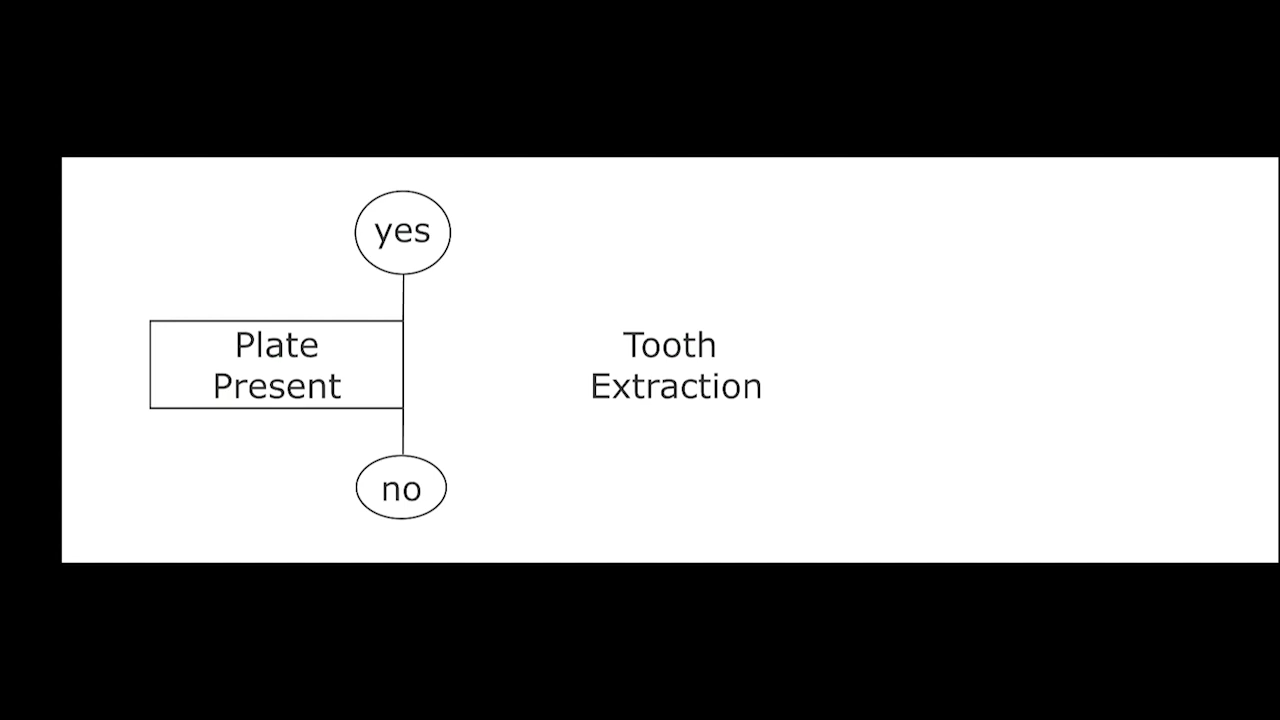 yes
Plate
Present
Tooth
Extraction
no